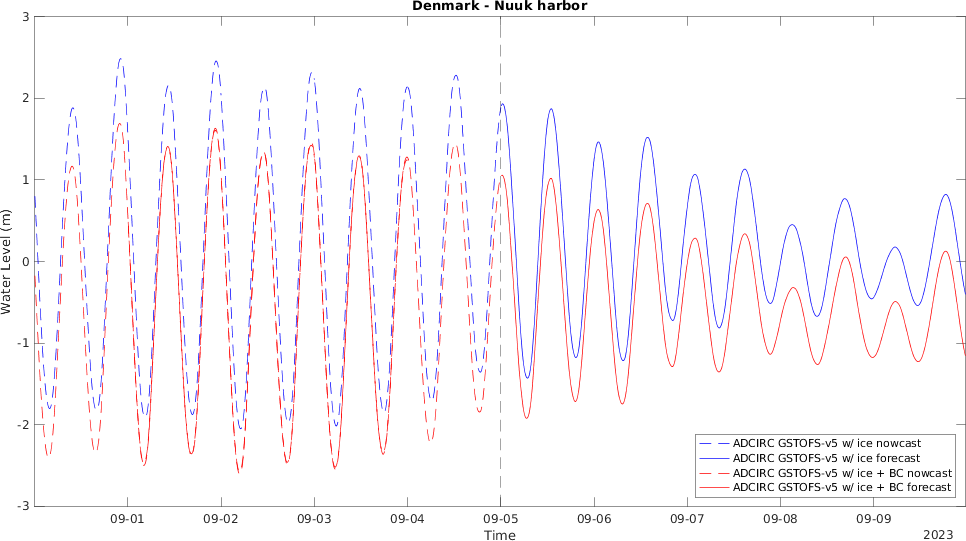 Denmark - Nuuk harbor
3
2
1
0
-1
-2
-3
Water Level (m)
ADCIRC GSTOFS-v5 w/ ice nowcast
ADCIRC GSTOFS-v5 w/ ice forecast
ADCIRC GSTOFS-v5 w/ ice + BC nowcast
ADCIRC GSTOFS-v5 w/ ice + BC forecast
09-01 09-02 09-03 09-04 09-05 09-06 09-07 09-08 09-09
Time
2023